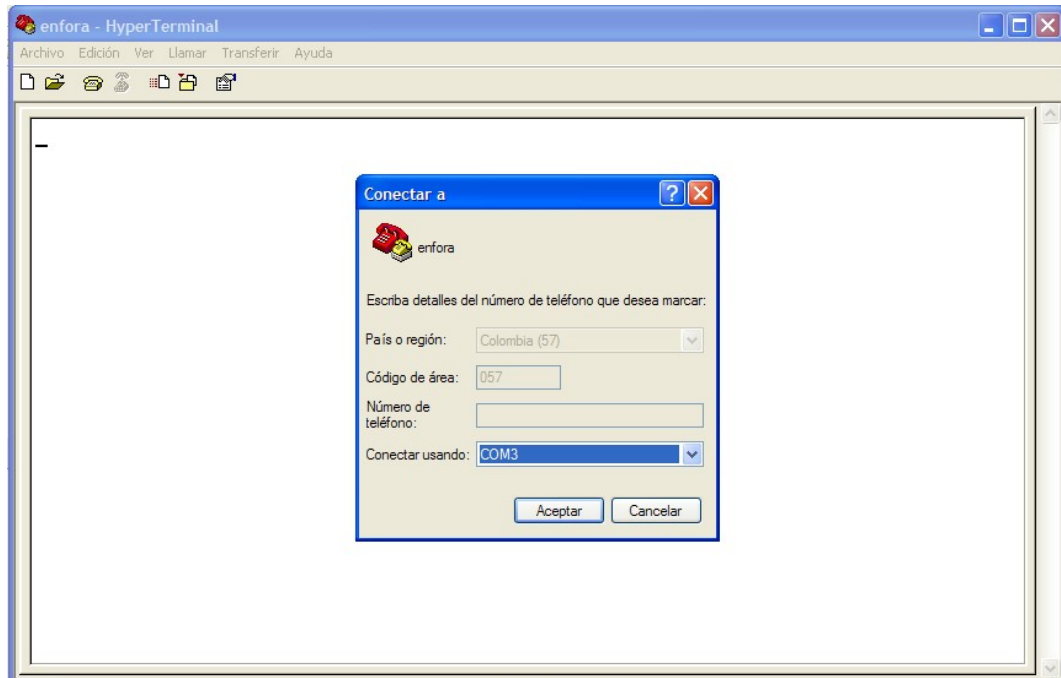 enfora - HyperTerminal
Archivo Edición Ver Llamar Transferir Ayuda
Conectar a
enfora
Escriba detalles del número de teléfono que desea marcar:
País o región: Colombia (57)
Código de área: 057
Número de
teléfono:
Conectar usando: COM3
Aceptar Cancelar